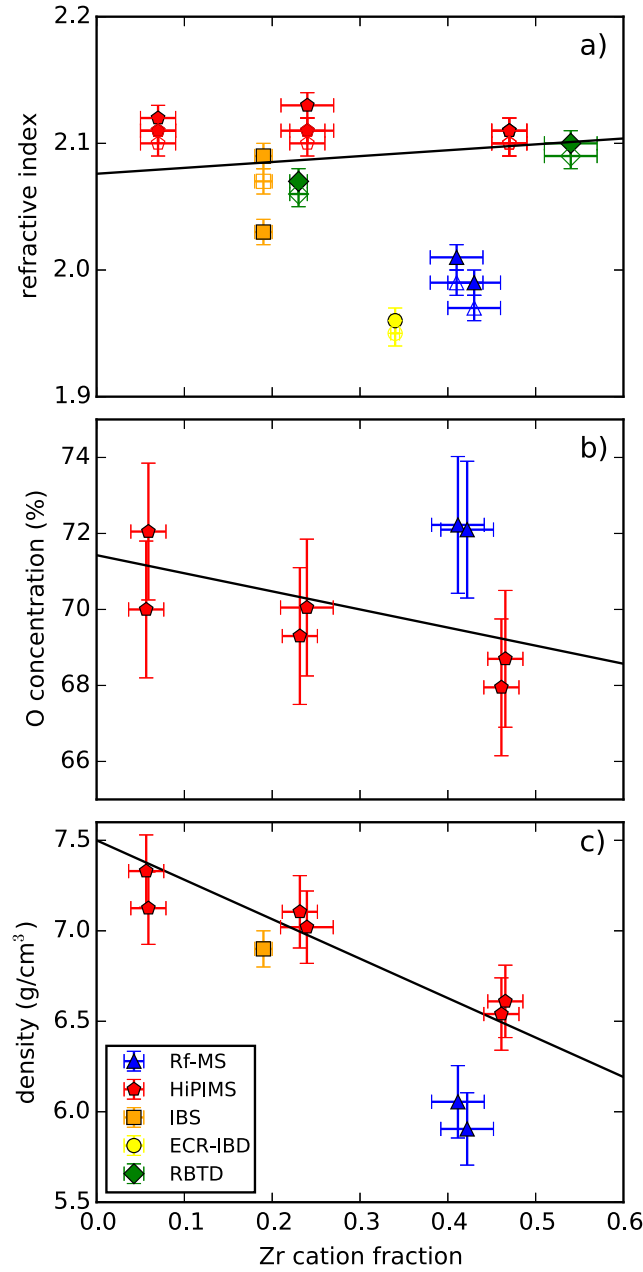 2.2
a)
2.1
2.0
1.9
refractive index
b)
74
72
70
68
66
O concentration (%)
c)
7.5
7.0
6.5
6.0
5.5
density (g/cm³)
Rf-MS
HiPIMS
IBS
ECR-IBD
RBTD
0.0 0.1 0.2 0.3 0.4 0.5 0.6
Zr cation fraction